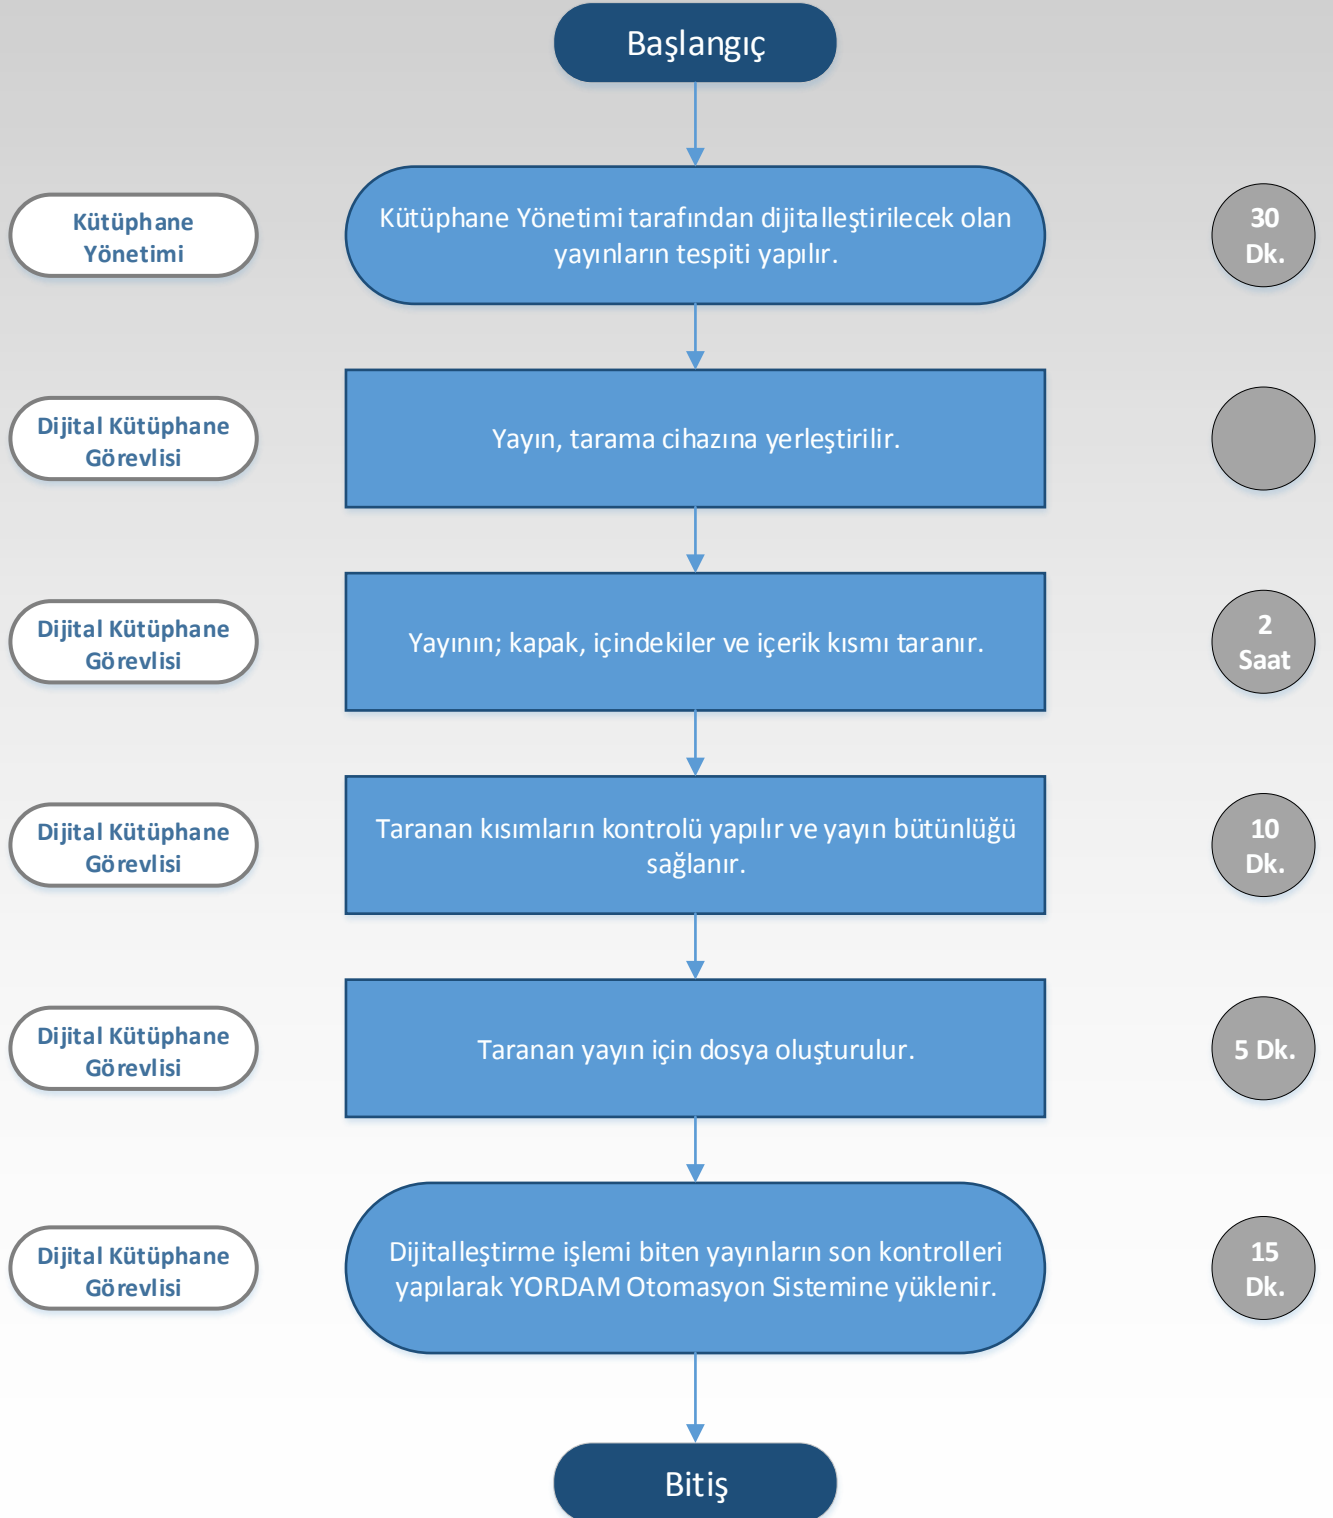 Başlangıç
Kütüphane
Yönetimi
Kütüphane Yönetimi tarafından dijitalleştirilecek olan
yayınların tespiti yapılır.
30
Dk.
Dijital Kütüphane
Görevlisi
Yayın, tarama cihazına yerleştirilir.
Dijital Kütüphane
Görevlisi
Yayının; kapak, içindekiler ve içerik kısmı taranır.
2
Saat
Dijital Kütüphane
Görevlisi
Taranan kısımların kontrolü yapılır ve yayın bütünlüğü
sağlanır.
10
Dk.
Dijital Kütüphane
Görevlisi
Taranan yayın için dosya oluşturulur.
5 Dk.
Dijital Kütüphane
Görevlisi
Dijitalleştirme işlemi biten yayınların son kontrolleri
yapılarak YORDAM Otomasyon Sistemine yüklenir.
15
Dk.
Bitiş